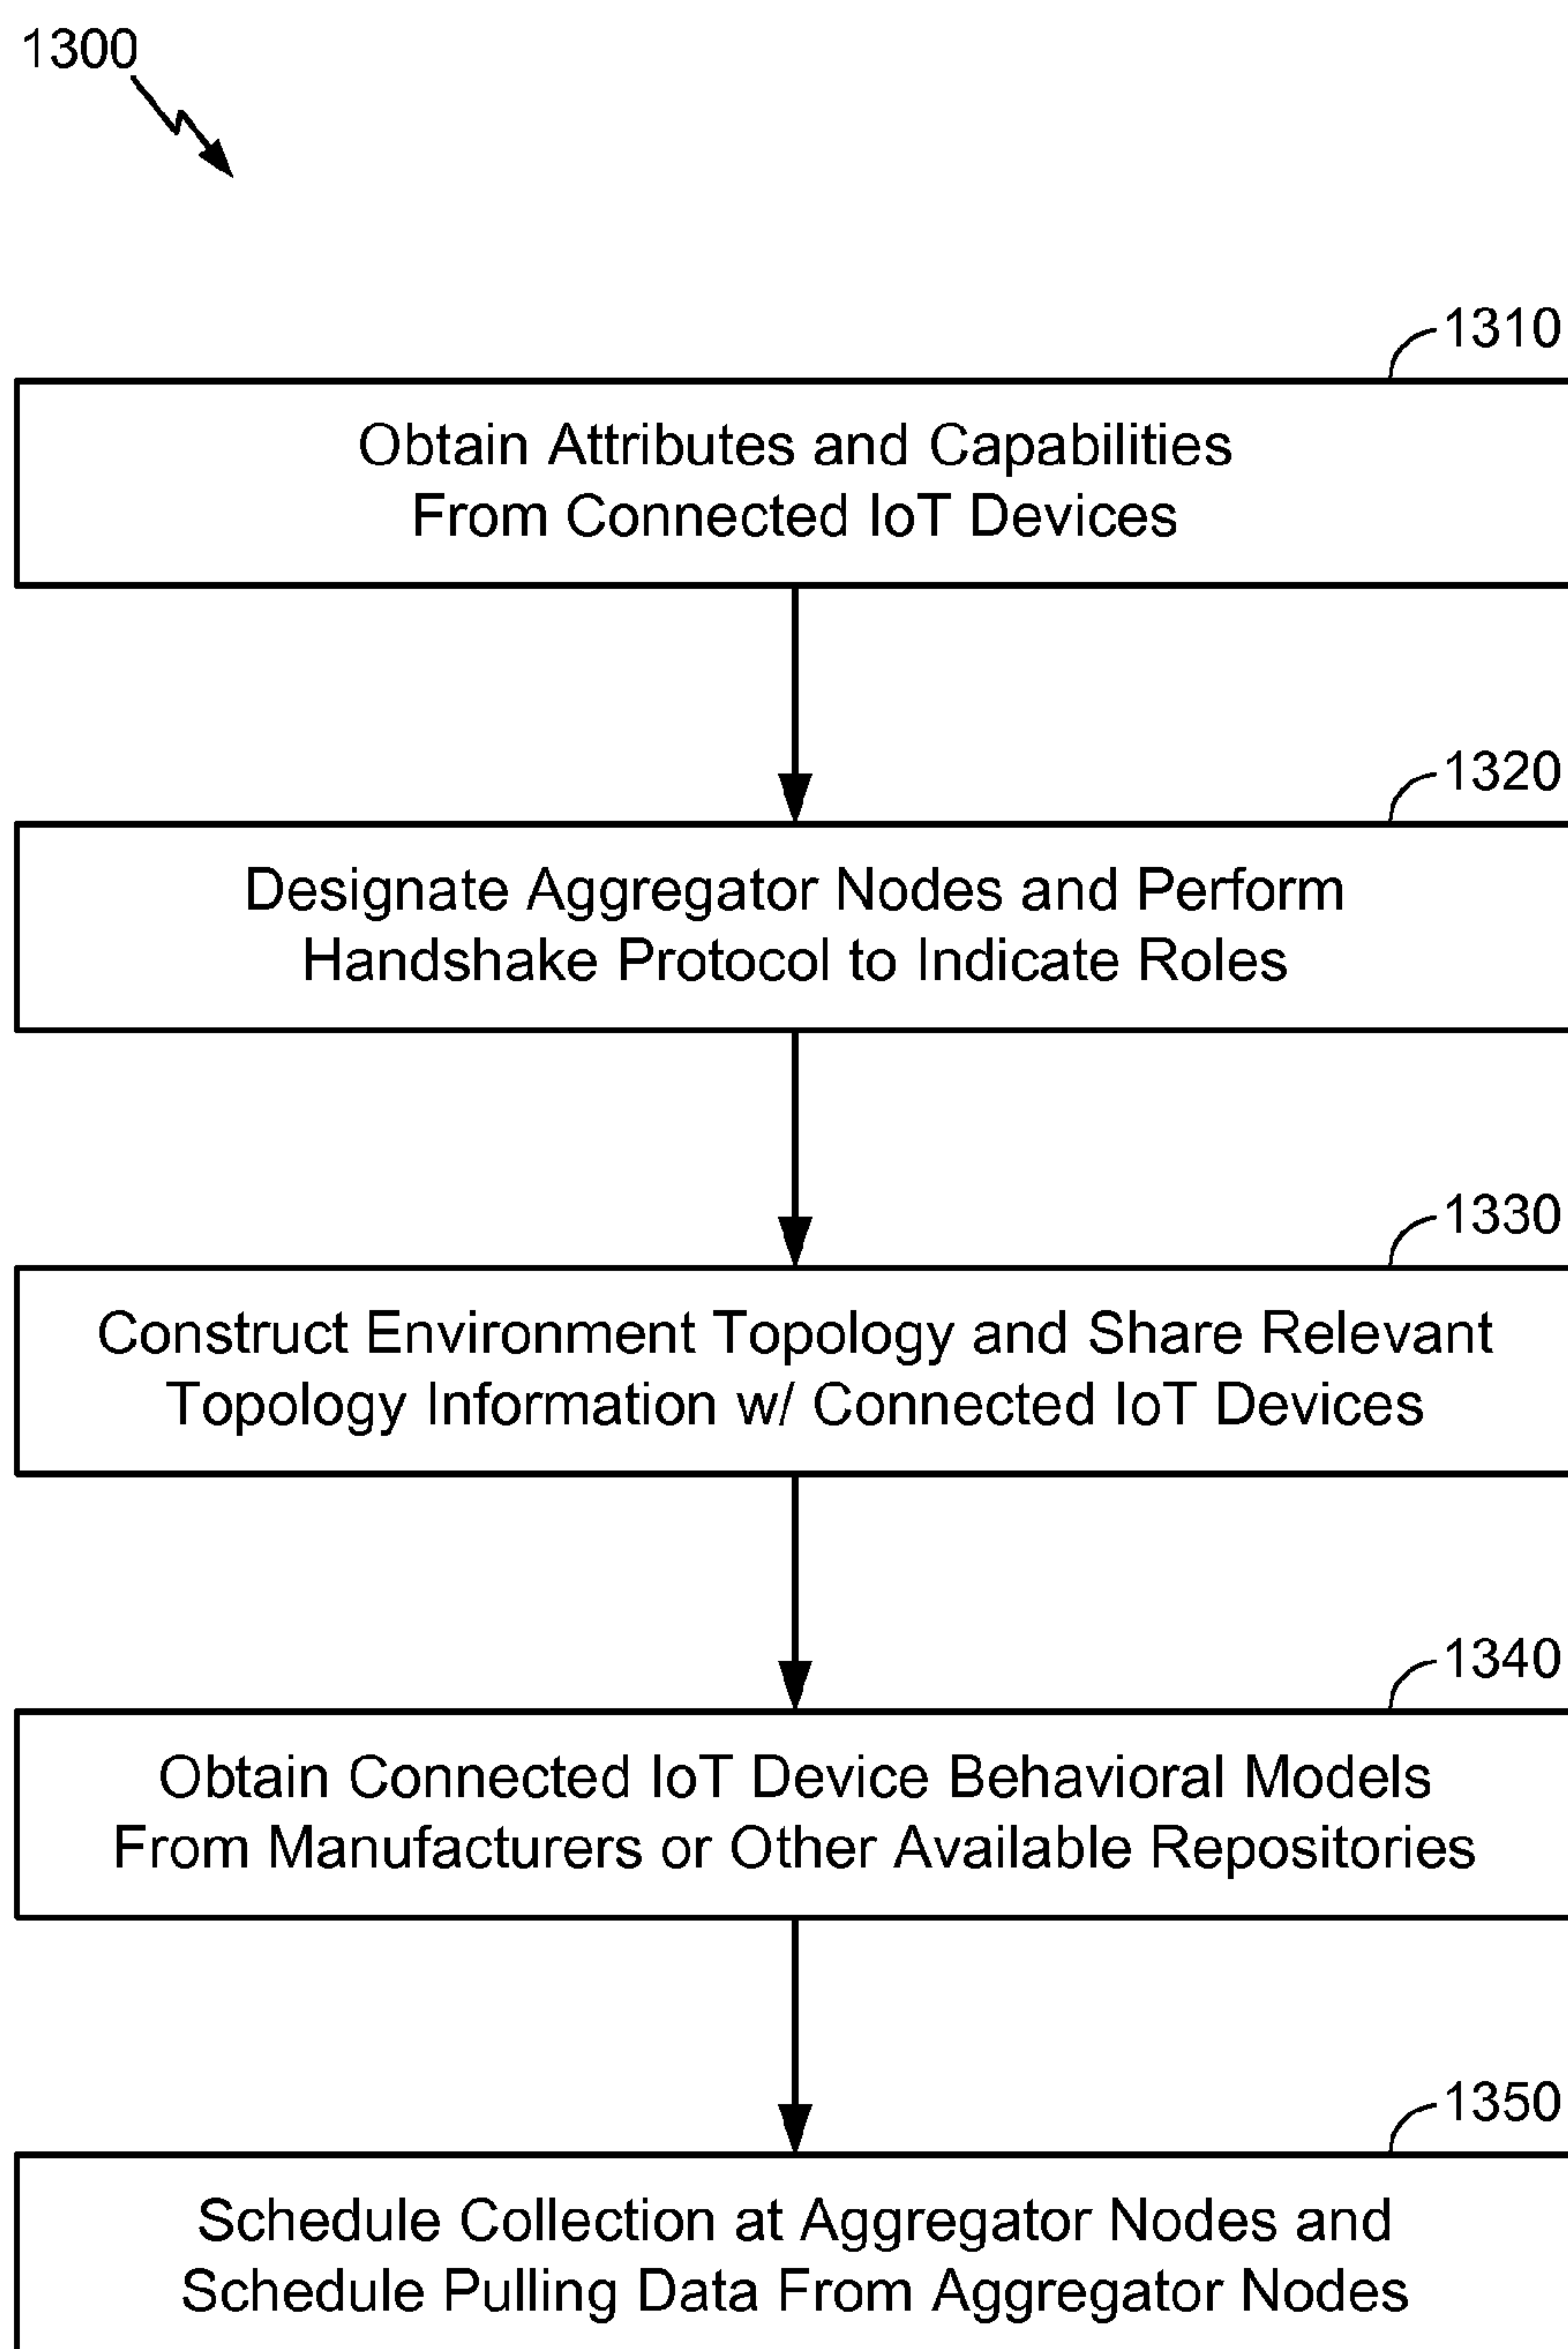 1300
1310
Obtain Attributes and Capabilities
From Connected IoT Devices
1320
Designate Aggregator Nodes and Perform
Handshake Protocol to Indicate Roles
1330
Construct Environment Topology and Share Relevant
Topology Information w/ Connected IoT Devices
1340
Obtain Connected IoT Device Behavioral Models
From Manufacturers or Other Available Repositories
1350
Schedule Collection at Aggregator Nodes and
Schedule Pulling Data From Aggregator Nodes